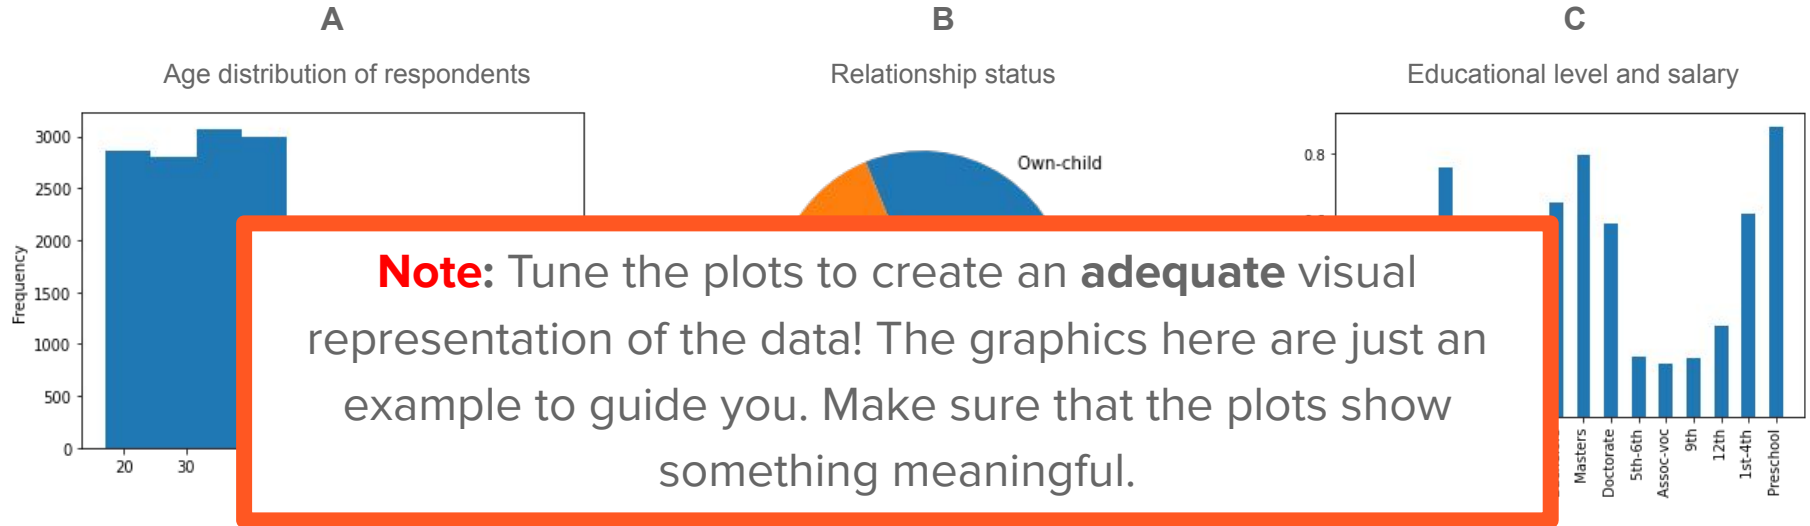 A
B
C
Age distribution of respondents
Relationship status
Educational level and salary
3000
2500
2000
1500
1000
500
0
Frequency
20
30
Own-child
0.8
Masters
Doctorate
5th-6th
Assoc-voc
9th
12th
1st-4th
Preschool
Note: Tune the plots to create an adequate visual
representation of the data! The graphics here are just an
example to guide you. Make sure that the plots show
something meaningful.